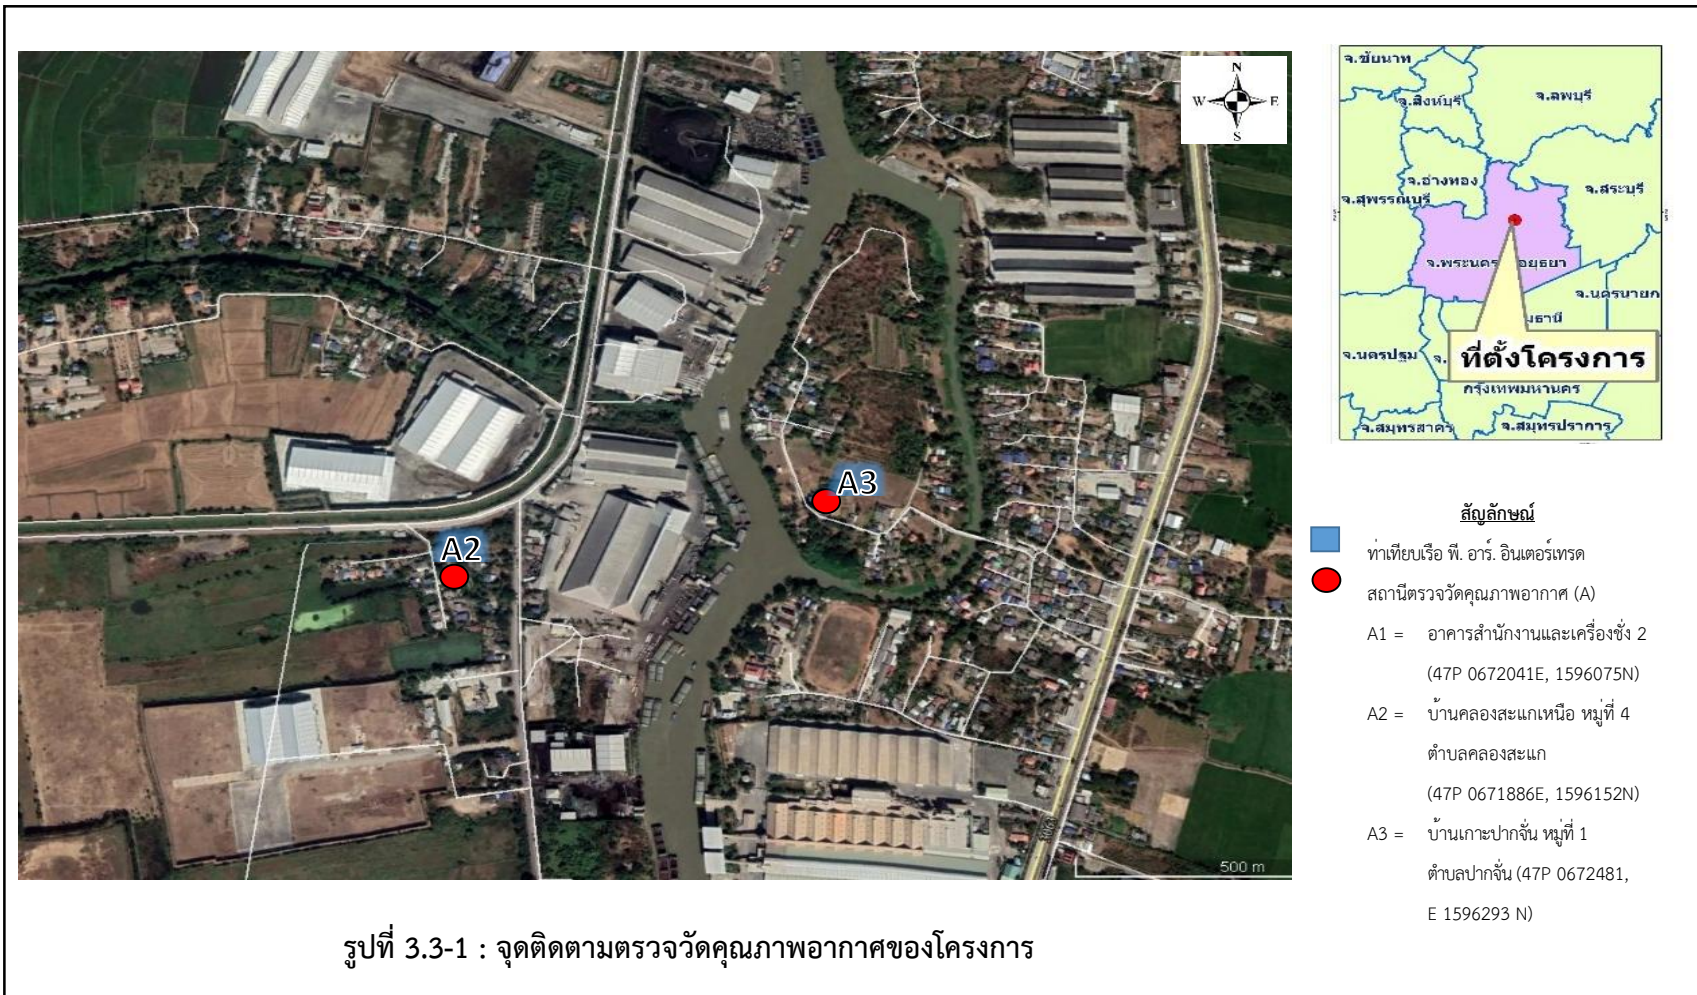 N
W E
S
A3
A2
500 m
จ.ชัยนาท
จ.สิงห์บุรี
จ.ลพบุรี
จ.อ่างทอง
จ.สระบุรี
จ.สุพรรณบุรี
จ.พระนคร อยุธยา
จ.นครนายก
ที่ตั้งโครงการ
จ.นครปฐม
กรุงเทพมหานคร
จ.สมุทรสาคร
จ.สมุทรปราการ
สัญลักษณ์
ท่าเทียบเรือ พี. อาร์. อินเตอร์เทรด
สถานีตรวจวัดคุณภาพอากาศ (A)
A1 = อาคารสำนักงานและเครื่องชั่ง 2
(47P 0672041E, 1596075N)
A2 = บ้านคลองสะแกเหนือ หมู่ที่ 4
ตำบลคลองสะแก
(47P 0671886E, 1596152N)
A3 = บ้านเกาะปากจั่น หมู่ที่ 1
ตำบลปากจั่น (47P 0672481,
E 1596293 N)
รูปที่ 3.3-1 : จุดติดตามตรวจวัดคุณภาพอากาศของโครงการ